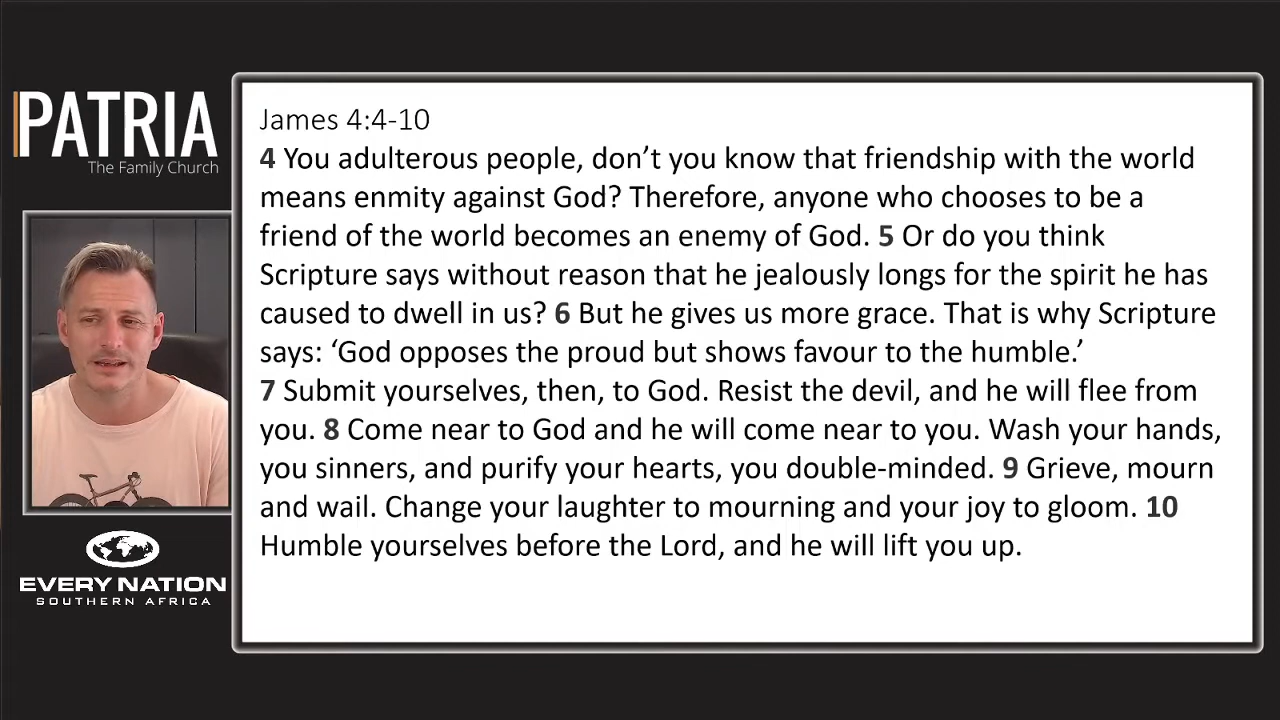 PATRIA
The Family Church
EVERY NATION
SOUTHERN AFRICA
James 4:4-10
4 You adulterous people, don’t you know that friendship with the world
means enmity against God? Therefore, anyone who chooses to be a
friend of the world becomes an enemy of God. 5 Or do you think
Scripture says without reason that he jealously longs for the spirit he has
caused to dwell in us? 6 But he gives us more grace. That is why Scripture
says: ‘God opposes the proud but shows favour to the humble.’
7 Submit yourselves, then, to God. Resist the devil, and he will flee from
you. 8 Come near to God and he will come near to you. Wash your hands,
you sinners, and purify your hearts, you double-minded. 9 Grieve, mourn
and wail. Change your laughter to mourning and your joy to gloom. 10
Humble yourselves before the Lord, and he will lift you up.